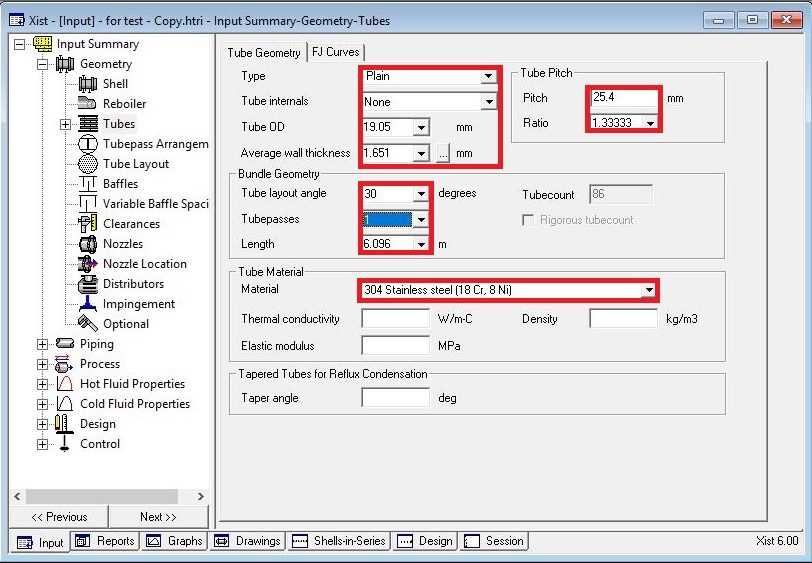 Xist - [Input] - for test - Copy.htri - Input Summary-Geometry-Tubes
Input Summary
Geometry
Shell
Reboiler
Tubes
Tubepass Arrangem
Tube Layout
Baffles
Variable Baffle Spaci
Clearances
Nozzles
Nozzle Location
Distributors
Impingement
Optional
Piping
Process
Hot Fluid Properties
Cold Fluid Properties
Design
Control
<< Previous
Next >>
Tube Geometry
FJ Curves
Type
Plain
Tube internals
None
Tube OD
19.05
mm
Average wall thickness
1.651
...
mm
Tube Pitch
Pitch
25.4
mm
Ratio
1.33333
Bundle Geometry
Tube layout angle
30
degrees
Tubepasses
1
Length
6.096
m
Tubecount
86
Rigorous tubecount
Tube Material
Material
304 Stainless steel (18 Cr, 8 Ni)
Thermal conductivity
W/m-C
Density
kg/m3
Elastic modulus
MPa
Tapered Tubes for Reflux Condensation
Taper angle
deg
Input
Reports
Graphs
Drawings
Shells-in-Series
Design
Session
Xist 6.00